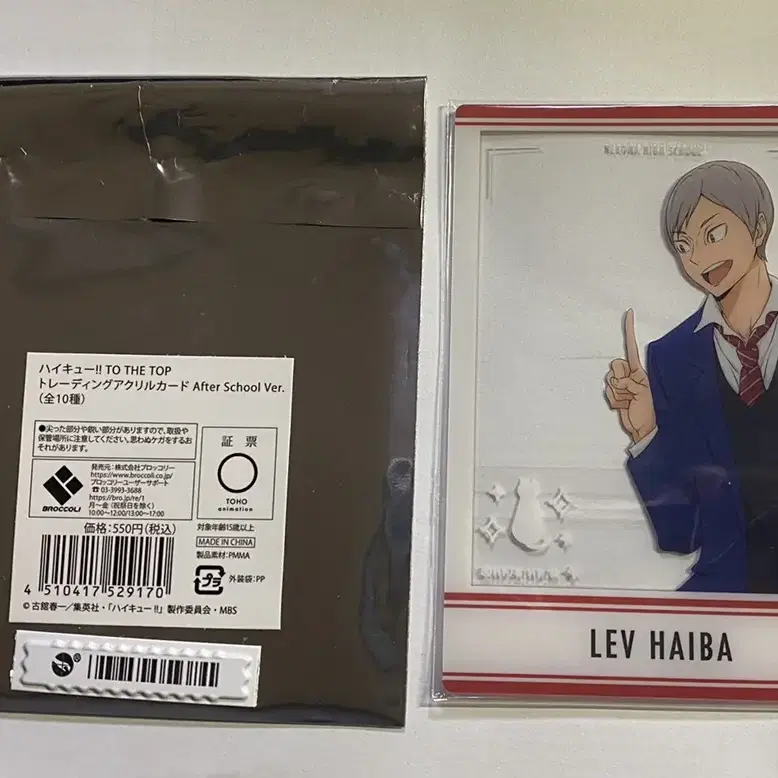 ハイキュー!! TO THE TOP
トレーディングアクリルカード After School Ver.
(全10種)
●尖った部分や鋭い部分がありますので、取扱や
保管場所に注意してください。思わぬケガをするお
それがあります。
発売元：株式会社ブロッコリー
https://www.broccoli.co.jp/
ブロッコリーユーザーサポート
☎03-3993-3688
https://bro.jp/re/1
月～金（祝祭日を除く）
10:00～12:00/13:00～17:00
BROCCOLI
証票
TOHO
animation
価格：550円(税込)
対象年齢15歳以上
MADE IN CHINA
製品素材：PMMA
プラ
外装袋：PP
4 510417 529170
© 古舘春一／集英社・「ハイキュー!!」製作委員会・MBS
NEKOMA HIGH SCHOOL
LEV HAIBA